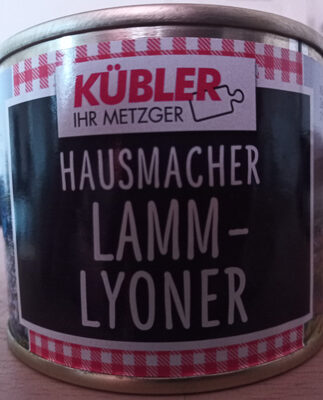 KÜBLER
IHR METZGER
HAUSMACHER
LAMM-
LYONER